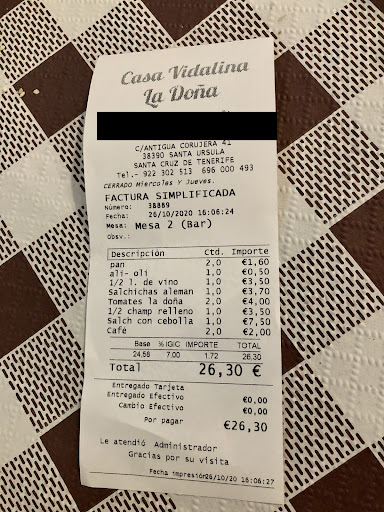 Casa Vidalina
La Doña
C/ANTIGUA CORUJERA 41
38390 SANTA URSULA
SANTA CRUZ DE TENERIFE
Tel.- 922 302 513 696 000 493
CERRADO Miercoles Y Jueves.
FACTURA SIMPLIFICADA
Número: 38889
Fecha: 26/10/2020 16:06:24
Mesa: Mesa 2 (Bar)
Obsv.:
Descripción Ctd. Importe
pan 2,0 €1,60
ali- oli 1,0 €0,50
1/2 l. de vino 1,0 €3,50
Salchichas aleman 1,0 €3,70
Tomates la doña 2,0 €4,00
1/2 champ relleno 1,0 €3,50
Salch con cebolla 1,0 €7,50
Café 2,0 €2,00
Base % IGIC IMPORTE TOTAL
24,58 7,00 1.72 26,30
Total 26,30 €
Entregado Tarjeta
Entregado Efectivo €0,00
Cambio Efectivo €0,00
Por pagar €26,30
Le atendió Administrador
Gracias por su visita
Fecha impresión26/10/20 16:06:27